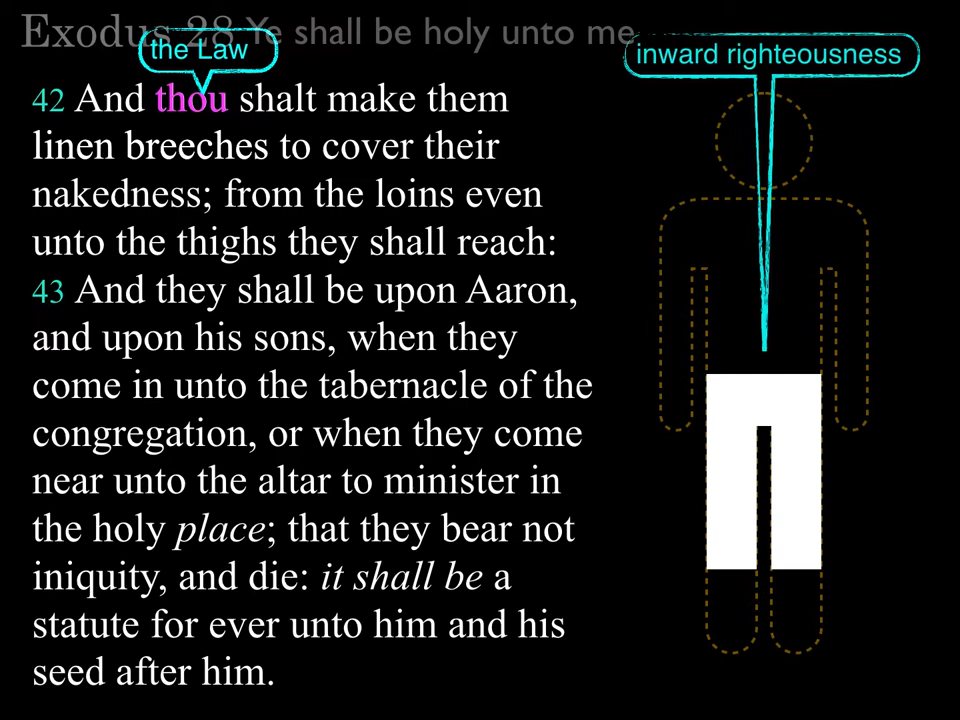 Exodus 28 Ye shall be holy unto me
the Law
inward righteousness
42 And thou shalt make them
linen breeches to cover their
nakedness; from the loins even
unto the thighs they shall reach:
43 And they shall be upon Aaron,
and upon his sons, when they
come in unto the tabernacle of the
congregation, or when they come
near unto the altar to minister in
the holy place; that they bear not
iniquity, and die: it shall be a
statute for ever unto him and his
seed after him.